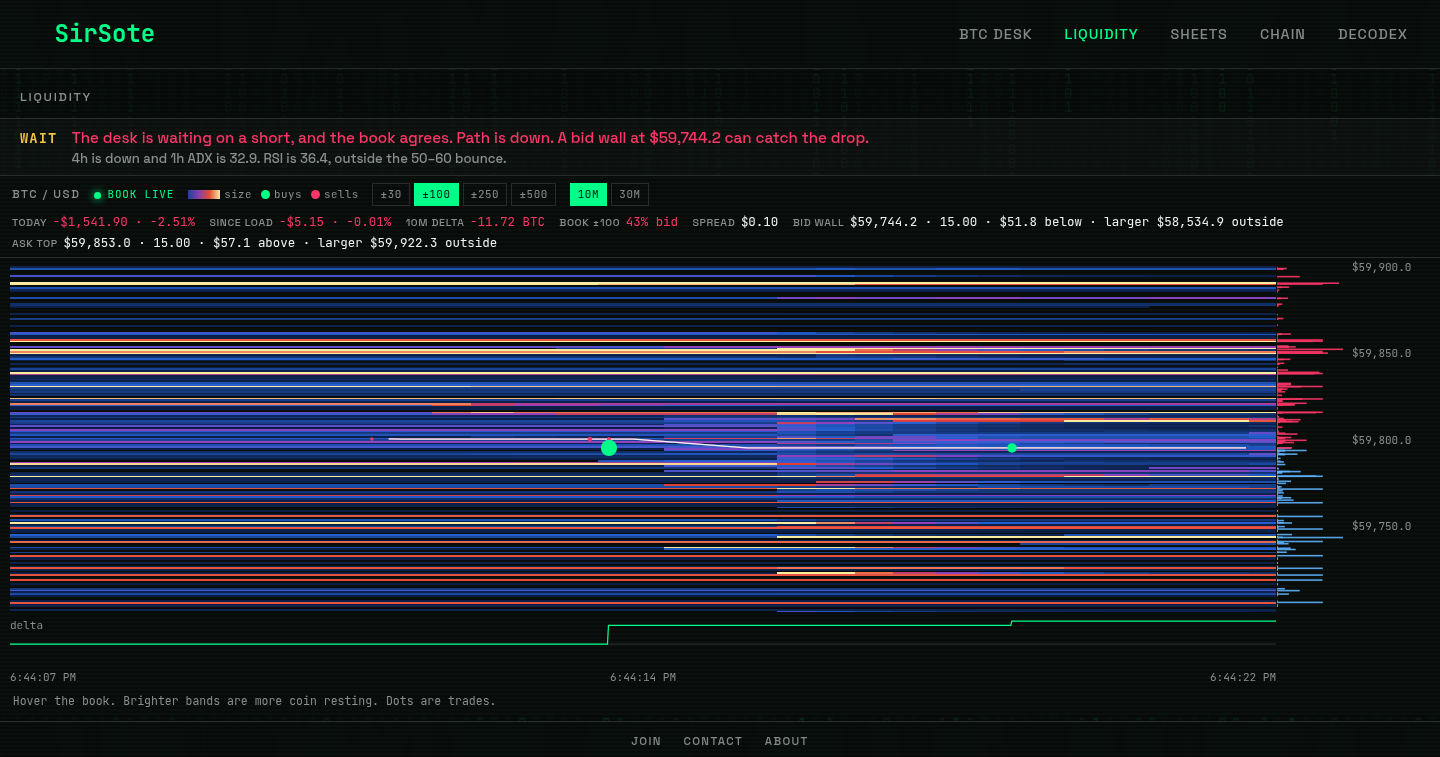 SirSote
BTC DESK LIQUIDITY SHEETS CHAIN DECODEX
LIQUIDITY
WAIT The desk is waiting on a short, and the book agrees. Path is down. A bid wall at $59,744.2 can catch the drop.
4h is down and 1h ADX is 32.9. RSI is 36.4, outside the 50–60 bounce.
BTC / USD BOOK LIVE size buys sells ±30 ±100 ±250 ±500 10M 30M
TODAY -$1,541.90 · -2.51% SINCE LOAD -$5.15 · -0.01% 10M DELTA -11.72 BTC BOOK ±100 43% bid SPREAD $0.10 BID WALL $59,744.2 · 15.00 · $51.8 below · larger $58,534.9 outside
ASK TOP $59,853.0 · 15.00 · $57.1 above · larger $59,922.3 outside
$59,900.0
$59,850.0
$59,800.0
$59,750.0
delta
6:44:07 PM 6:44:14 PM 6:44:22 PM
Hover the book. Brighter bands are more coin resting. Dots are trades.
JOIN CONTACT ABOUT